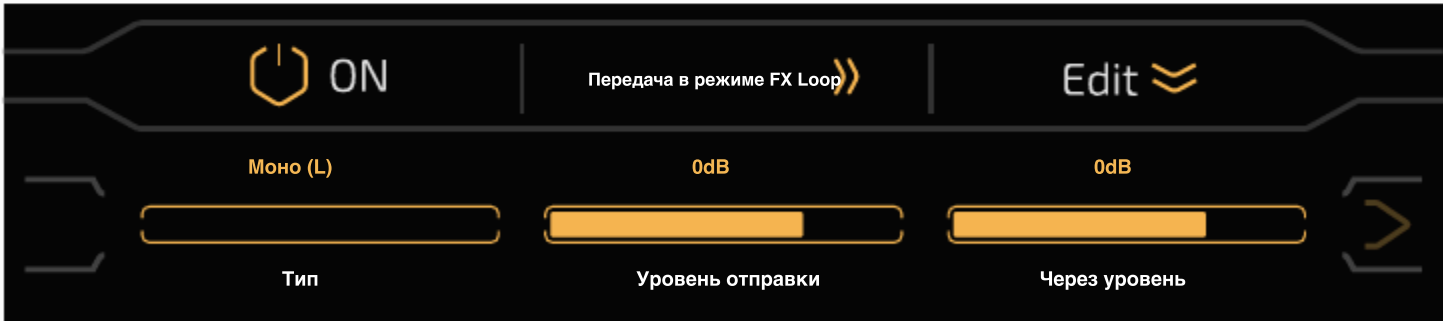 ON
Передача в режиме FX Loop
Edit
Моно (L)
0dB
0dB
Тип
Уровень отправки
Через уровень